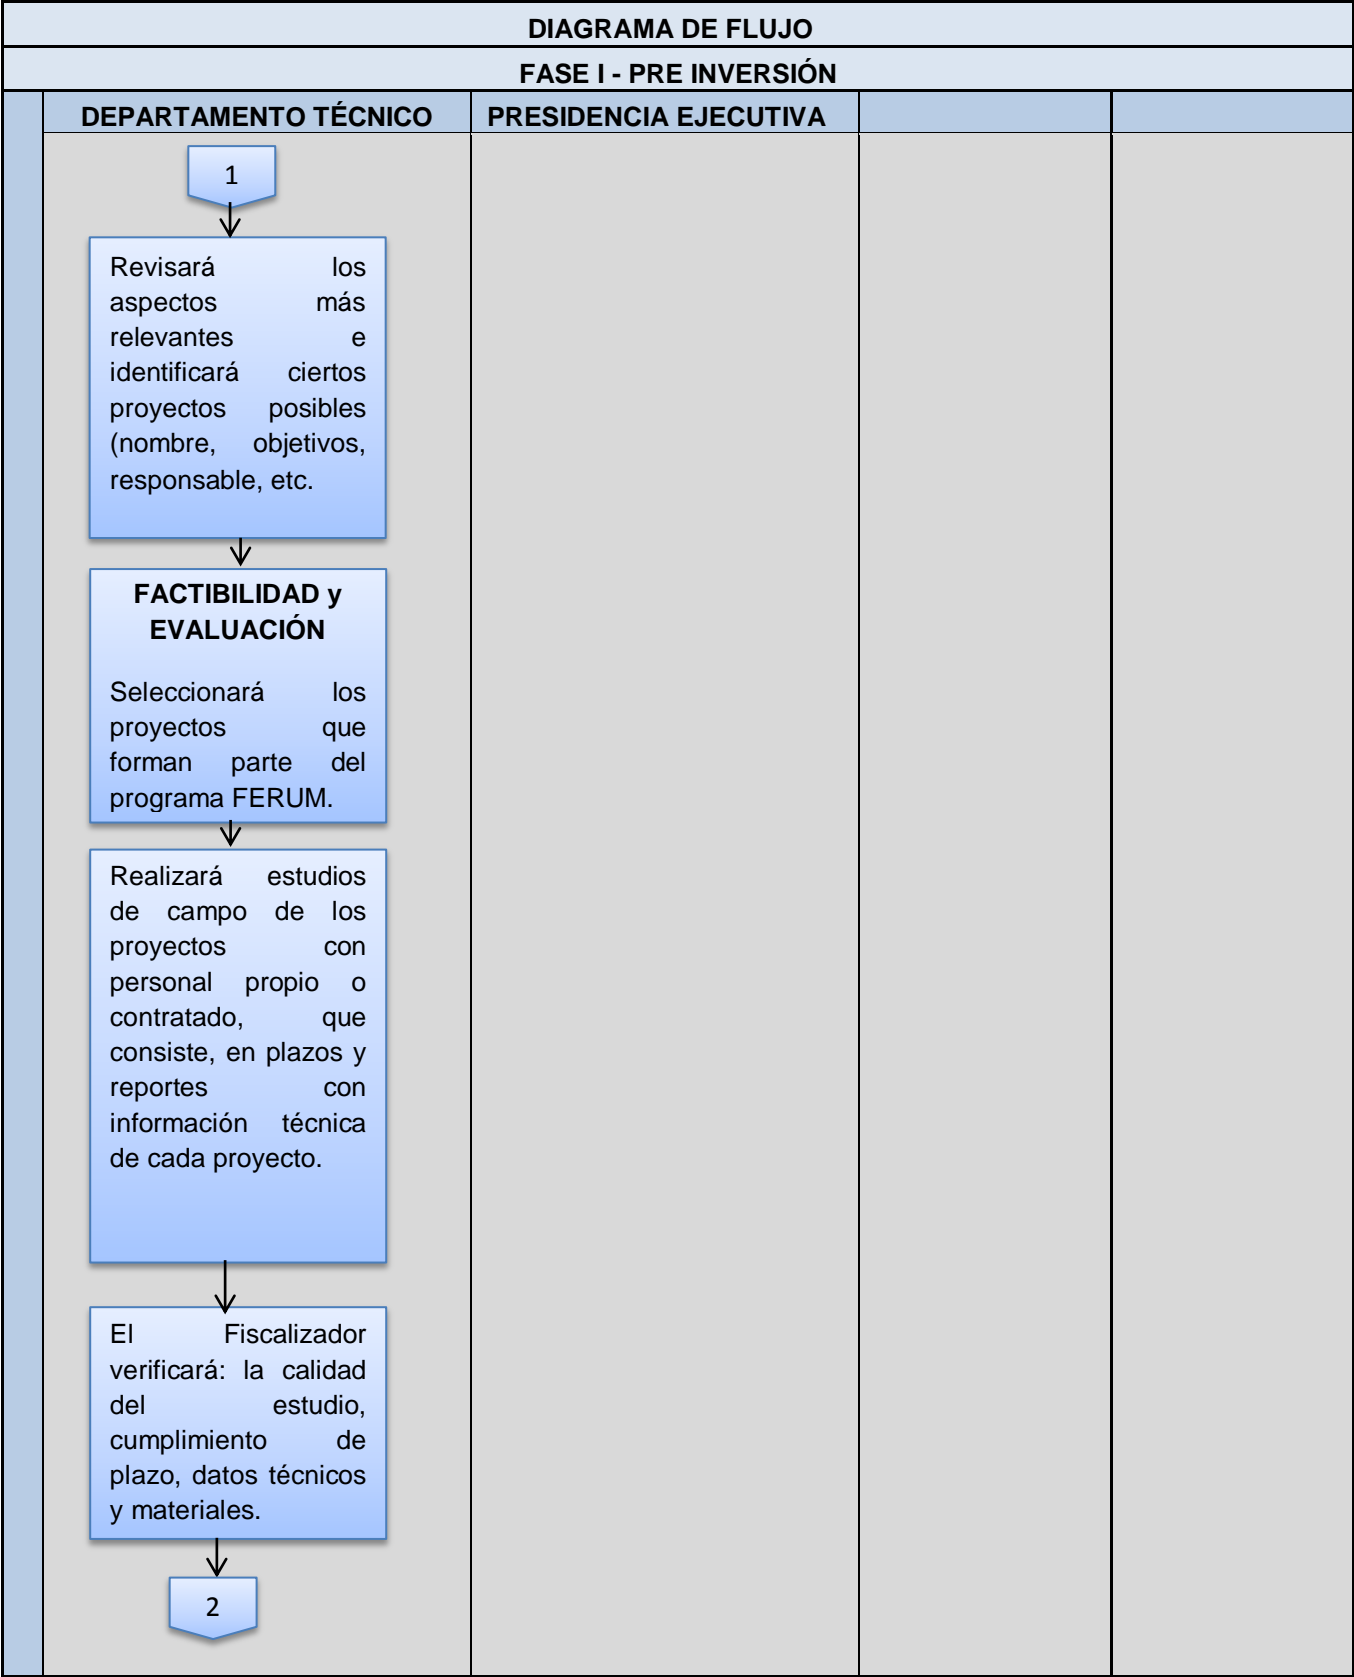 DIAGRAMA DE FLUJO
FASE I - PRE INVERSIÓN
DEPARTAMENTO TÉCNICO
PRESIDENCIA EJECUTIVA
1
Revisará los
aspectos más
relevantes e
identificará ciertos
proyectos posibles
(nombre, objetivos,
responsable, etc.
FACTIBILIDAD y
EVALUACIÓN
Seleccionará los
proyectos que
forman parte del
programa FERUM.
Realizará estudios
de campo de los
proyectos con
personal propio o
contratado, que
consiste, en plazos y
reportes con
información técnica
de cada proyecto.
El Fiscalizador
verificará: la calidad
del estudio,
cumplimiento de
plazo, datos técnicos
y materiales.
2